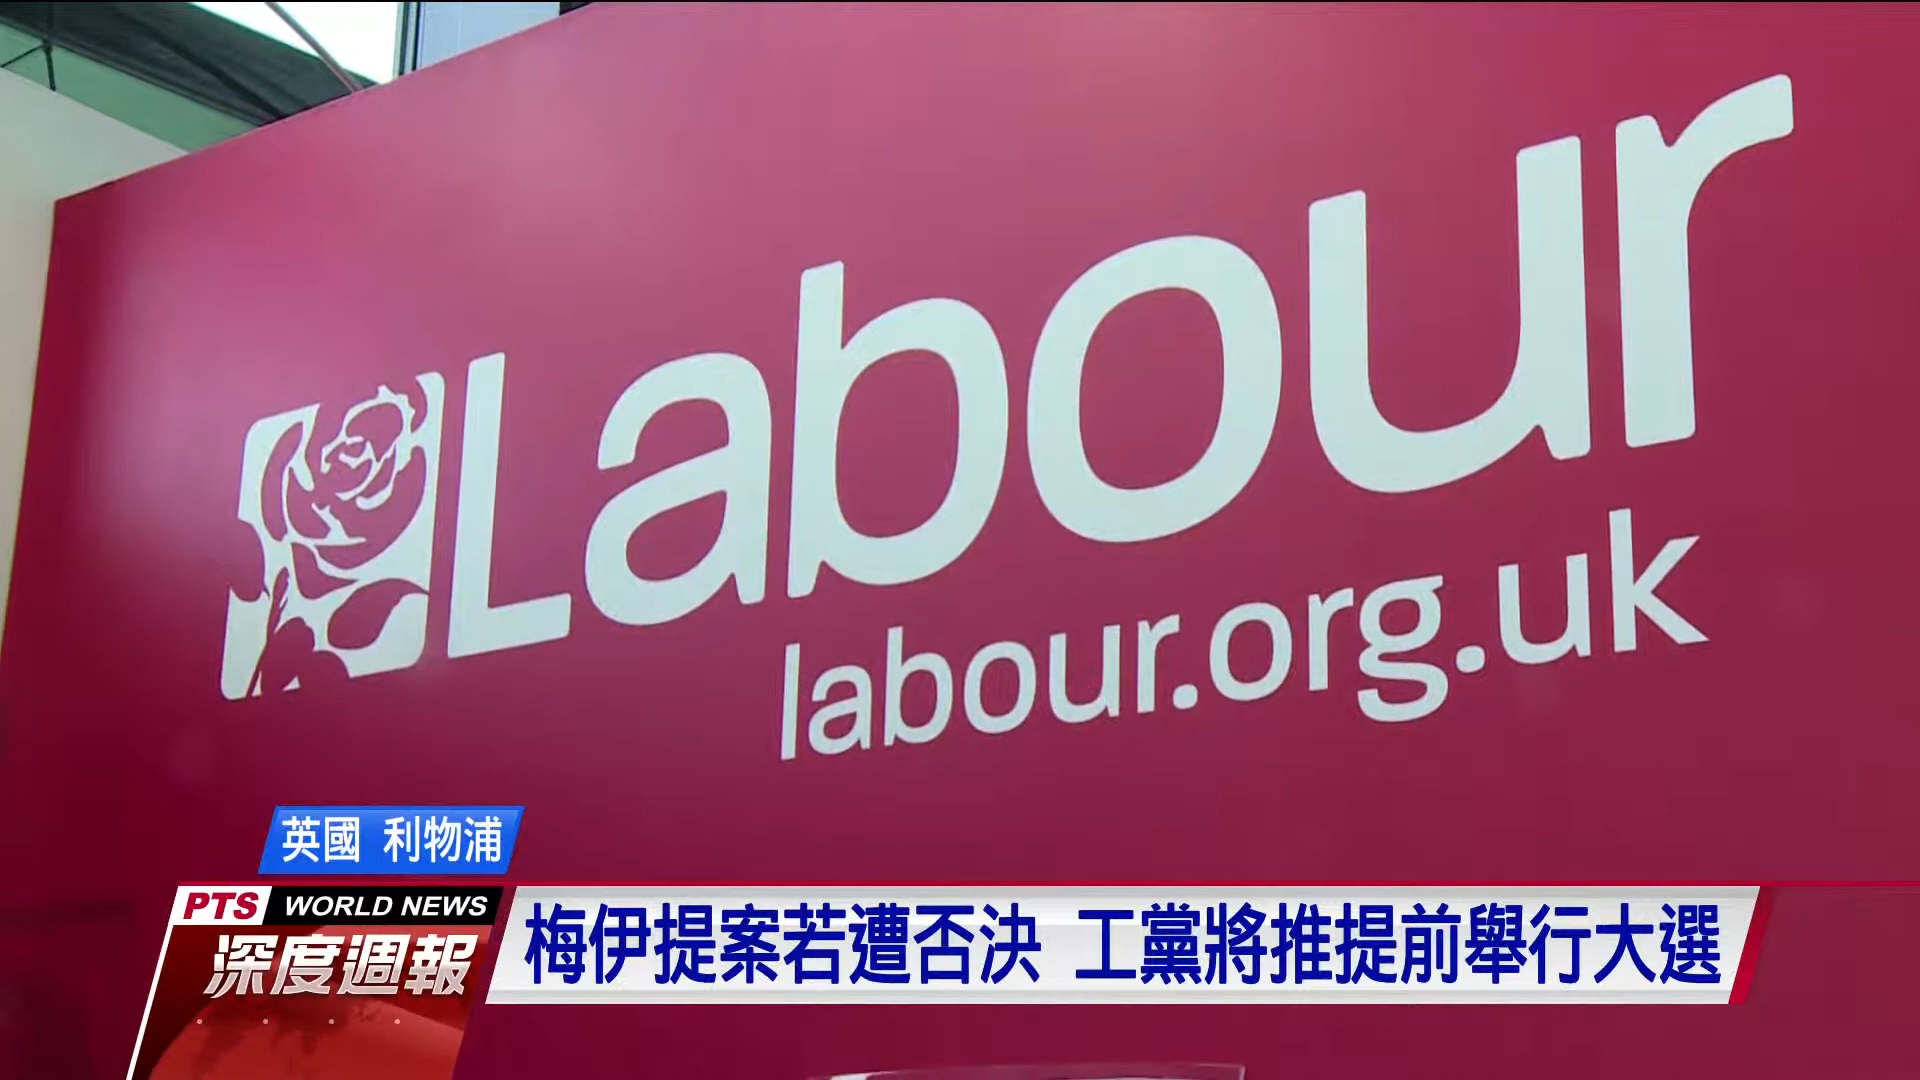 Labour
labour.org.uk
英國 利物浦
PTS WORLD NEWS
深度週報
梅伊提案若遭否決 工黨將推提前舉行大選